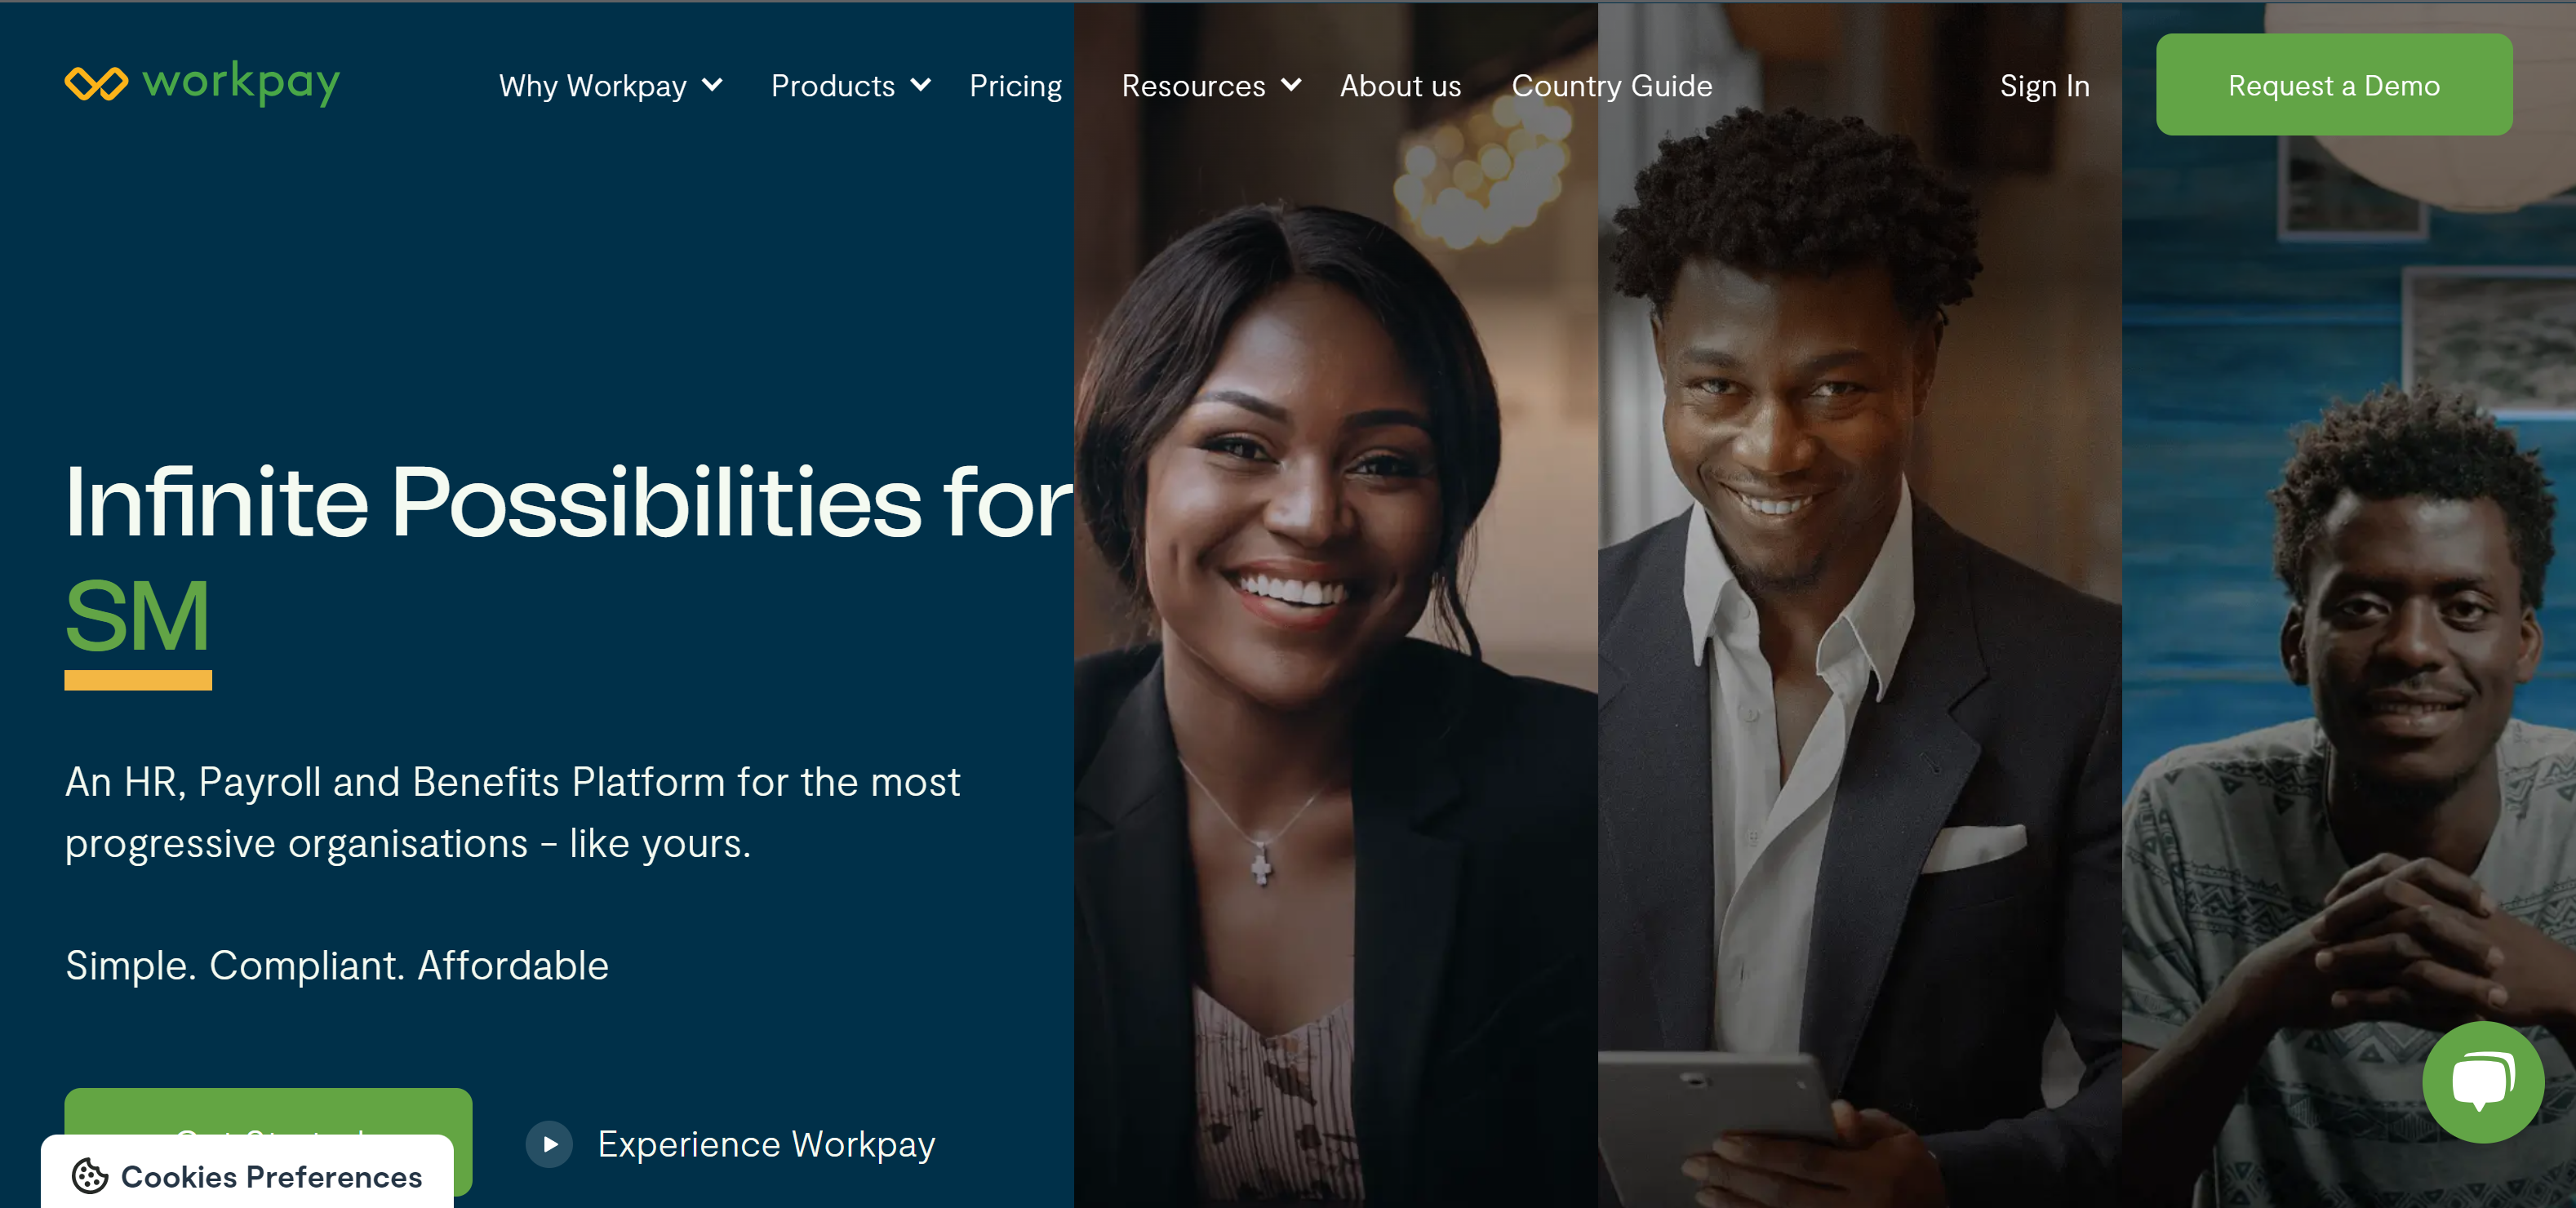 workpay
Why Workpay
Products
Pricing
Resources
About us
Country Guide
Sign In
Request a Demo
Infinite Possibilities for
SM
An HR, Payroll and Benefits Platform for the most
progressive organisations – like yours.
Simple. Compliant. Affordable
Experience Workpay
Cookies Preferences